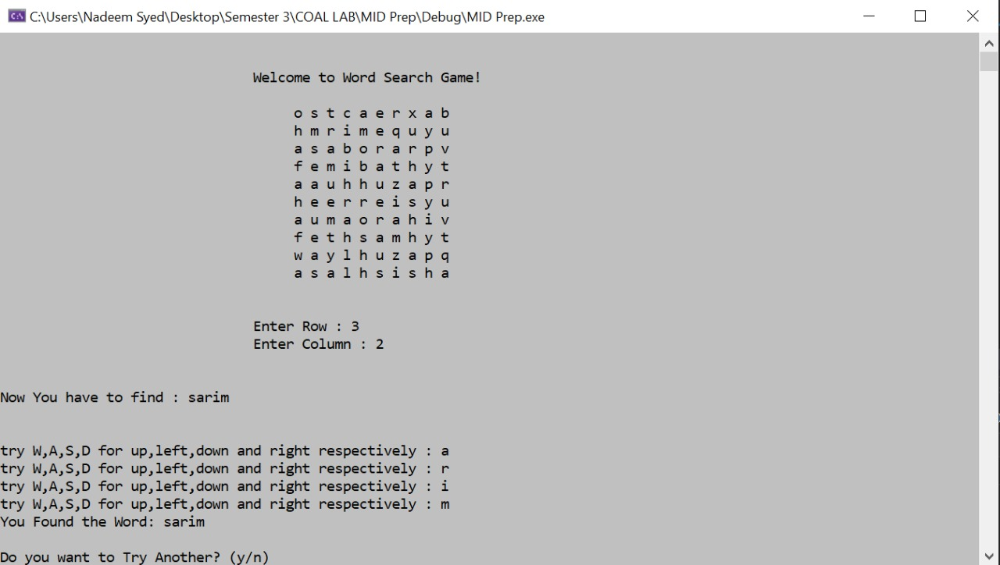 C:\Users\Nadeem Syed\Desktop\Semester 3\COAL LAB\MID Prep\Debug\MID Prep.exe
Welcome to Word Search Game!
o s t c a e r x a b
h m r i m e q u y u
a s a b o r a r p v
f e m i b a t h y t
a a u h h u z a p r
h e e r r e i s y u
a u m a o r a h i v
f e t h s a m h y t
w a y l h u z a p q
a s a l h s i s h a
Enter Row : 3
Enter Column : 2
Now You have to find : sarim
try W,A,S,D for up,left,down and right respectively : a
try W,A,S,D for up,left,down and right respectively : r
try W,A,S,D for up,left,down and right respectively : i
try W,A,S,D for up,left,down and right respectively : m
You Found the Word: sarim
Do you want to Try Another? (y/n)